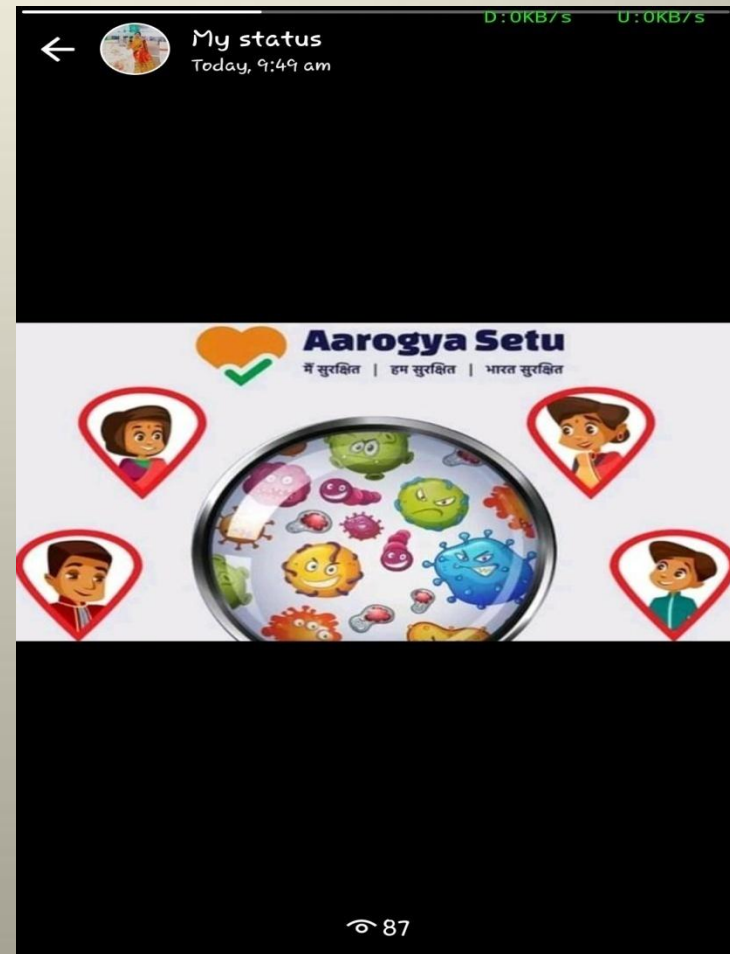 D:0KB/s U:0KB/s
My status
Today, 9:49 am
Aarogya Setu
मैं सुरक्षित | हम सुरक्षित | भारत सुरक्षित
87